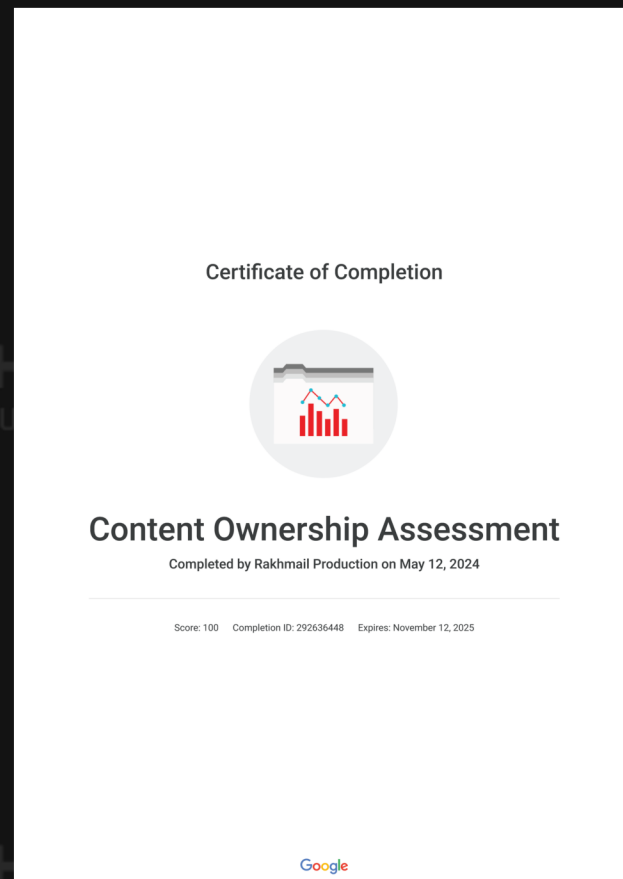 Certificate of Completion
Content Ownership Assessment
Completed by Rakhmail Production on May 12, 2024
Score: 100 Completion ID: 292636448 Expires: November 12, 2025
Google